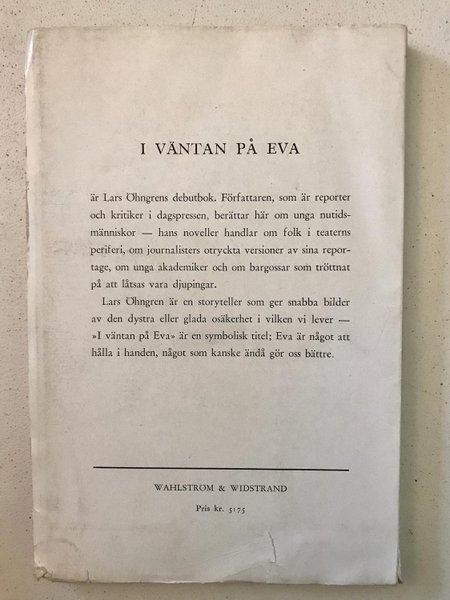 I VÄNTAN PÅ EVA
är Lars Öhngrens debutbok. Författaren, som är reporter
och kritiker i dagspressen, berättar här om unga nutids-
människor — hans noveller handlar om folk i teaterns
periferi, om journalisters otryckta versioner av sina repor-
tage, om unga akademiker och om bargossar som tröttnat
på att låtsas vara djupingar.
Lars Öhngren är en storyteller som ger snabba bilder
av den dystra eller glada osäkerhet i vilken vi lever —
»I väntan på Eva» är en symbolisk titel; Eva är något att
hålla i handen, något som kanske ändå gör oss bättre.
WAHLSTRÖM & WIDSTRAND
Pris kr. 5:75